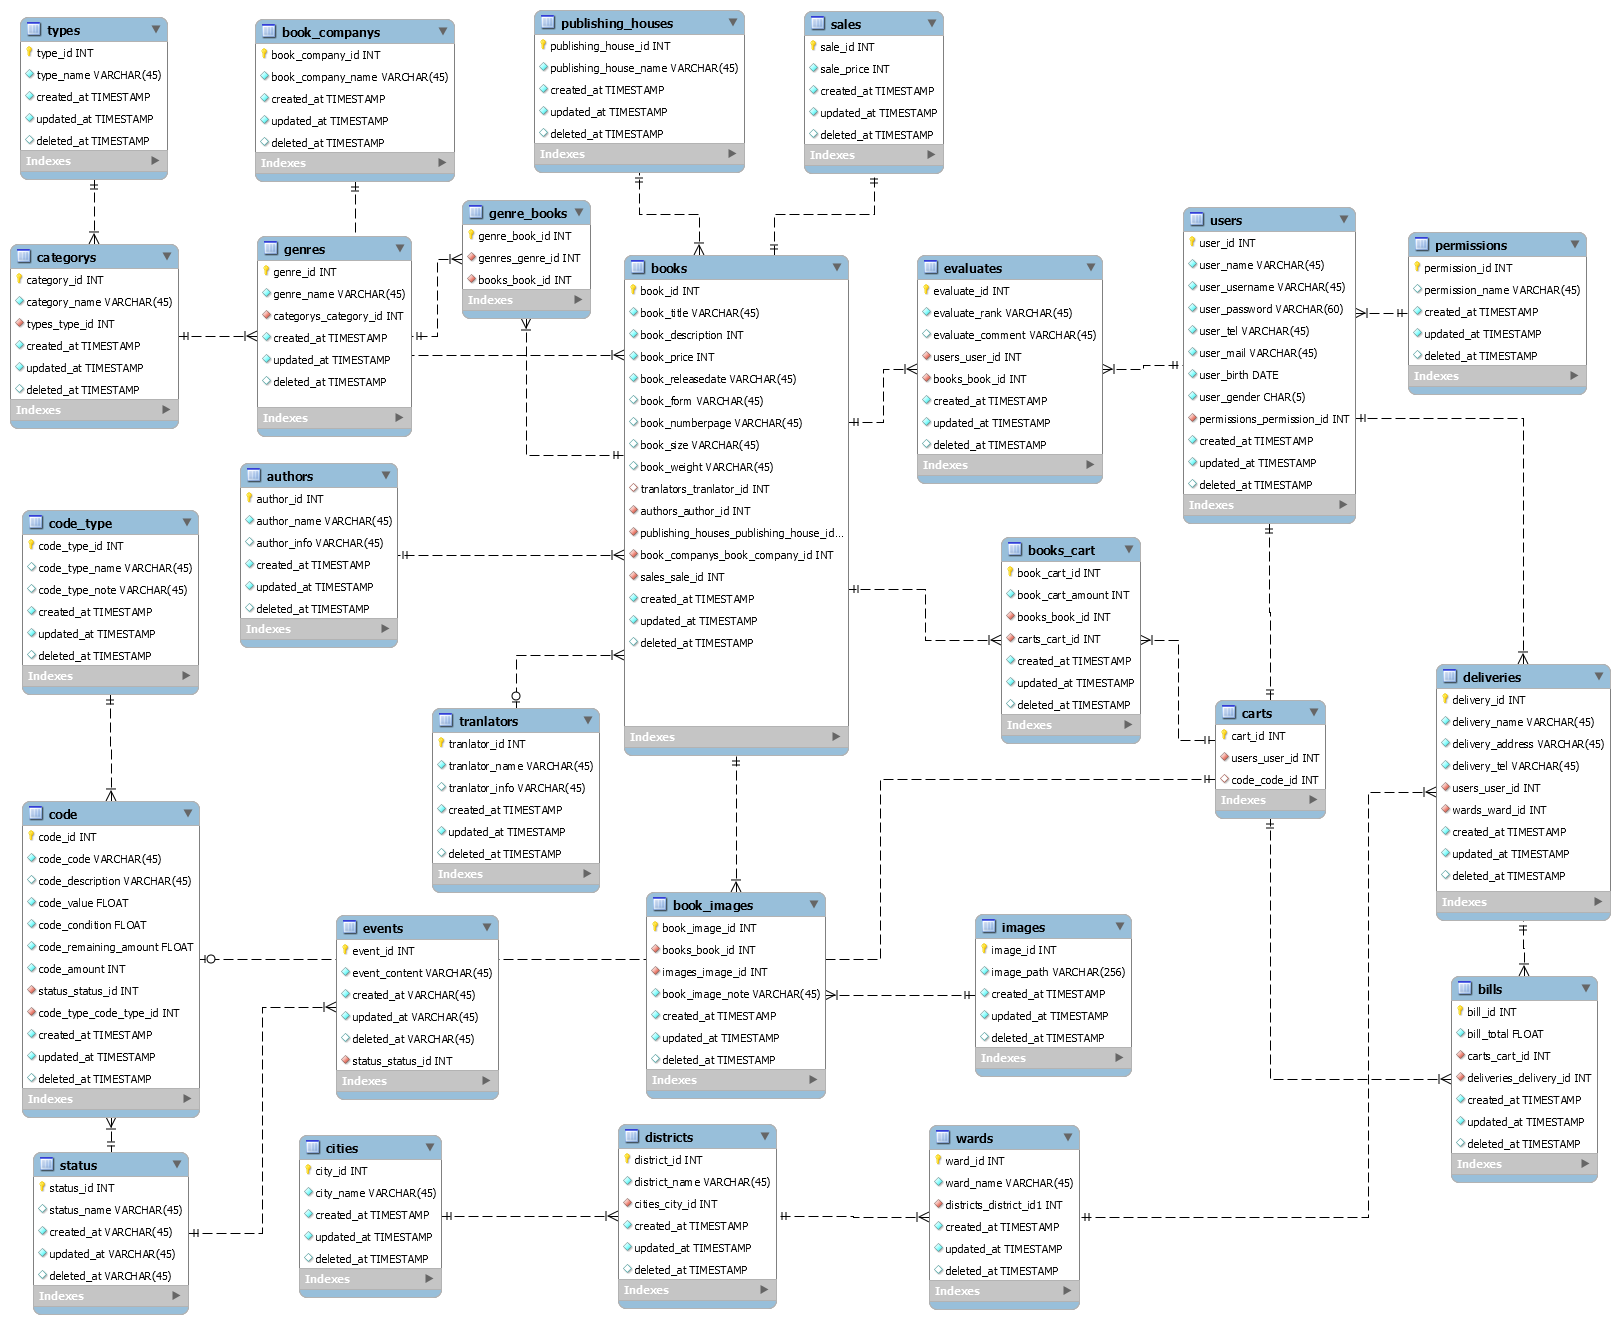 types
type_id INT
type_name VARCHAR(45)
created_at TIMESTAMP
updated_at TIMESTAMP
deleted_at TIMESTAMP
Indexes
book_companys
book_company_id INT
book_company_name VARCHAR(45)
created_at TIMESTAMP
updated_at TIMESTAMP
deleted_at TIMESTAMP
Indexes
publishing_houses
publishing_house_id INT
publishing_house_name VARCHAR(45)
created_at TIMESTAMP
updated_at TIMESTAMP
deleted_at TIMESTAMP
Indexes
sales
sale_id INT
sale_price INT
created_at TIMESTAMP
updated_at TIMESTAMP
deleted_at TIMESTAMP
Indexes
categorys
category_id INT
category_name VARCHAR(45)
types_type_id INT
created_at TIMESTAMP
updated_at TIMESTAMP
deleted_at TIMESTAMP
Indexes
genres
genre_id INT
genre_name VARCHAR(45)
categorys_category_id INT
created_at TIMESTAMP
updated_at TIMESTAMP
deleted_at TIMESTAMP
Indexes
genre_books
genre_book_id INT
genres_genre_id INT
books_book_id INT
Indexes
books
book_id INT
book_title VARCHAR(45)
book_description INT
book_price INT
book_releasedate VARCHAR(45)
book_form VARCHAR(45)
book_numberpage VARCHAR(45)
book_size VARCHAR(45)
book_weight VARCHAR(45)
tranlators_tranlator_id INT
authors_author_id INT
publishing_houses_publishing_house_id...
book_companys_book_company_id INT
sales_sale_id INT
created_at TIMESTAMP
updated_at TIMESTAMP
deleted_at TIMESTAMP
Indexes
evaluates
evaluate_id INT
evaluate_rank VARCHAR(45)
evaluate_comment VARCHAR(45)
users_user_id INT
books_book_id INT
created_at TIMESTAMP
updated_at TIMESTAMP
deleted_at TIMESTAMP
Indexes
users
user_id INT
user_name VARCHAR(45)
user_username VARCHAR(45)
user_password VARCHAR(60)
user_tel VARCHAR(45)
user_mail VARCHAR(45)
user_birth DATE
user_gender CHAR(5)
permissions_permission_id INT
created_at TIMESTAMP
updated_at TIMESTAMP
deleted_at TIMESTAMP
Indexes
permissions
permission_id INT
permission_name VARCHAR(45)
created_at TIMESTAMP
updated_at TIMESTAMP
deleted_at TIMESTAMP
Indexes
authors
author_id INT
author_name VARCHAR(45)
author_info VARCHAR(45)
created_at TIMESTAMP
updated_at TIMESTAMP
deleted_at TIMESTAMP
Indexes
code_type
code_type_id INT
code_type_name VARCHAR(45)
code_type_note VARCHAR(45)
created_at TIMESTAMP
updated_at TIMESTAMP
deleted_at TIMESTAMP
Indexes
books_cart
book_cart_id INT
book_cart_amount INT
books_book_id INT
carts_cart_id INT
created_at TIMESTAMP
updated_at TIMESTAMP
deleted_at TIMESTAMP
Indexes
tranlators
tranlator_id INT
tranlator_name VARCHAR(45)
tranlator_info VARCHAR(45)
created_at TIMESTAMP
updated_at TIMESTAMP
deleted_at TIMESTAMP
Indexes
carts
cart_id INT
users_user_id INT
code_code_id INT
Indexes
deliveries
delivery_id INT
delivery_name VARCHAR(45)
delivery_address VARCHAR(45)
delivery_tel VARCHAR(45)
users_user_id INT
wards_ward_id INT
created_at TIMESTAMP
updated_at TIMESTAMP
deleted_at TIMESTAMP
Indexes
code
code_id INT
code_code VARCHAR(45)
code_description VARCHAR(45)
code_value FLOAT
code_condition FLOAT
code_remaining_amount FLOAT
code_amount INT
status_status_id INT
code_type_code_type_id INT
created_at TIMESTAMP
updated_at TIMESTAMP
deleted_at TIMESTAMP
Indexes
events
event_id INT
event_content VARCHAR(45)
created_at VARCHAR(45)
updated_at VARCHAR(45)
deleted_at VARCHAR(45)
status_status_id INT
Indexes
book_images
book_image_id INT
books_book_id INT
images_image_id INT
book_image_note VARCHAR(45)
created_at TIMESTAMP
updated_at TIMESTAMP
deleted_at TIMESTAMP
Indexes
images
image_id INT
image_path VARCHAR(256)
created_at TIMESTAMP
updated_at TIMESTAMP
deleted_at TIMESTAMP
Indexes
bills
bill_id INT
bill_total FLOAT
carts_cart_id INT
deliveries_delivery_id INT
created_at TIMESTAMP
updated_at TIMESTAMP
deleted_at TIMESTAMP
Indexes
status
status_id INT
status_name VARCHAR(45)
created_at VARCHAR(45)
updated_at VARCHAR(45)
deleted_at VARCHAR(45)
Indexes
cities
city_id INT
city_name VARCHAR(45)
created_at TIMESTAMP
updated_at TIMESTAMP
deleted_at TIMESTAMP
Indexes
districts
district_id INT
district_name VARCHAR(45)
cities_city_id INT
created_at TIMESTAMP
updated_at TIMESTAMP
deleted_at TIMESTAMP
Indexes
wards
ward_id INT
ward_name VARCHAR(45)
districts_district_id1 INT
created_at TIMESTAMP
updated_at TIMESTAMP
deleted_at TIMESTAMP
Indexes